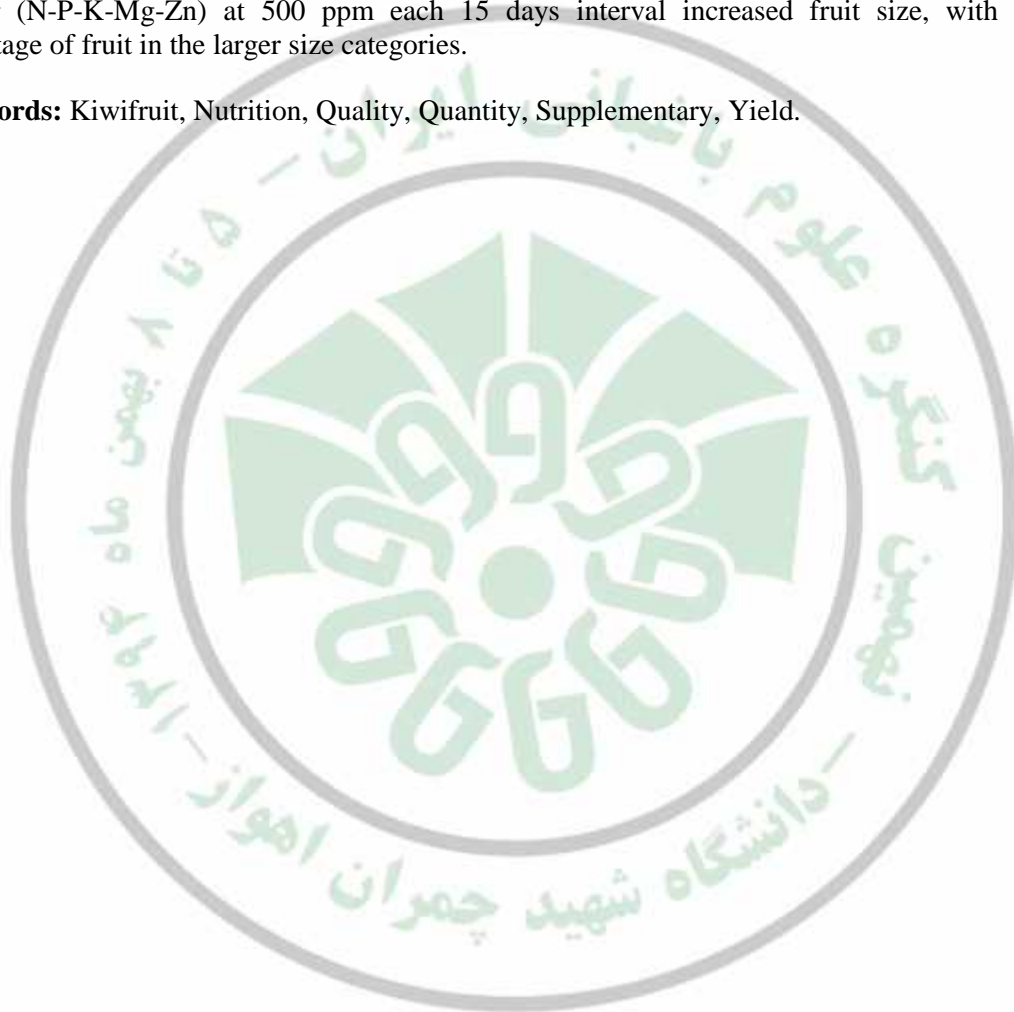 (N-P-K-Mg-Zn) at 500 ppm each 15 days interval increased fruit size, with
tage of fruit in the larger size categories.
ords: Kiwifruit, Nutrition, Quality, Quantity, Supplementary, Yield.
نهمین کنگره علوم باغبانی ایران - ۵ تا ۸ بهمن ماه ۱۳۹۴ -
دانشگاه شهید چمران اهواز -